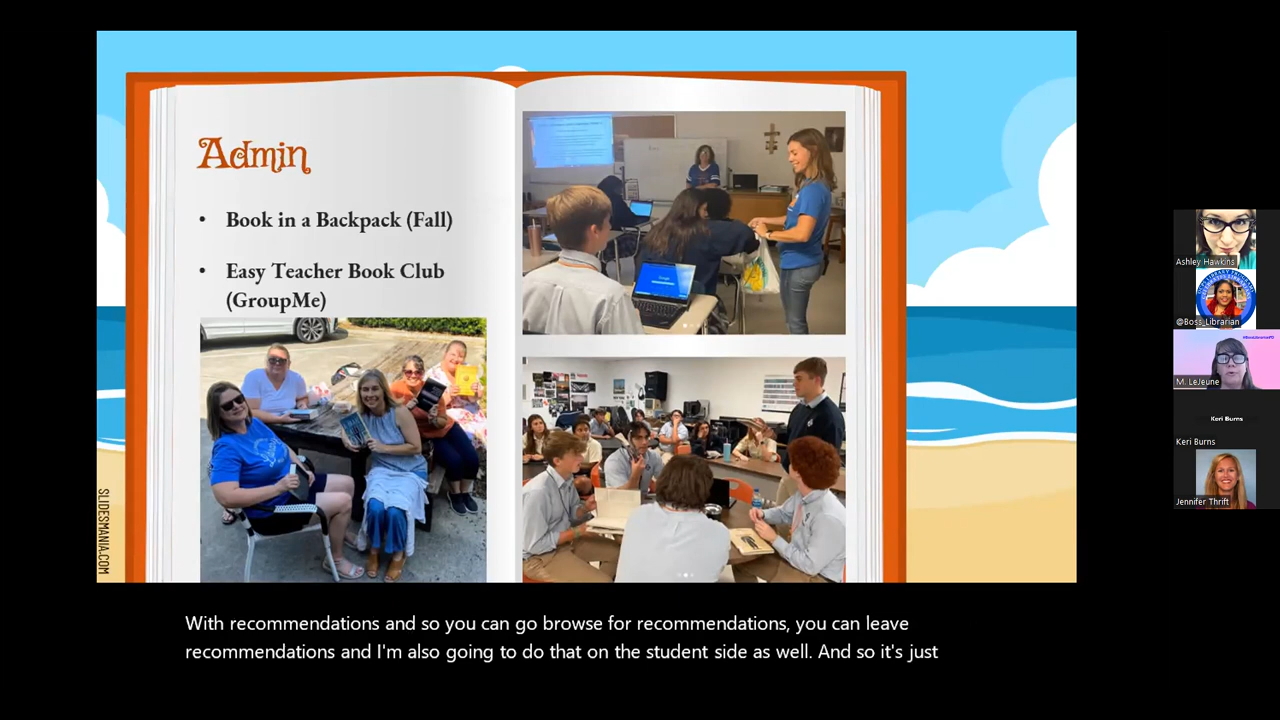 Admin
• Book in a Backpack (Fall)
• Easy Teacher Book Club
(GroupMe)
SLIDESMANIA.COM
Ashley Hawkins
@Boss_Librarian
M. LeJeune
Keri Burns
Keri Burns
Jennifer Thrift
With recommendations and so you can go browse for recommendations, you can leave
recommendations and I'm also going to do that on the student side as well. And so it's just